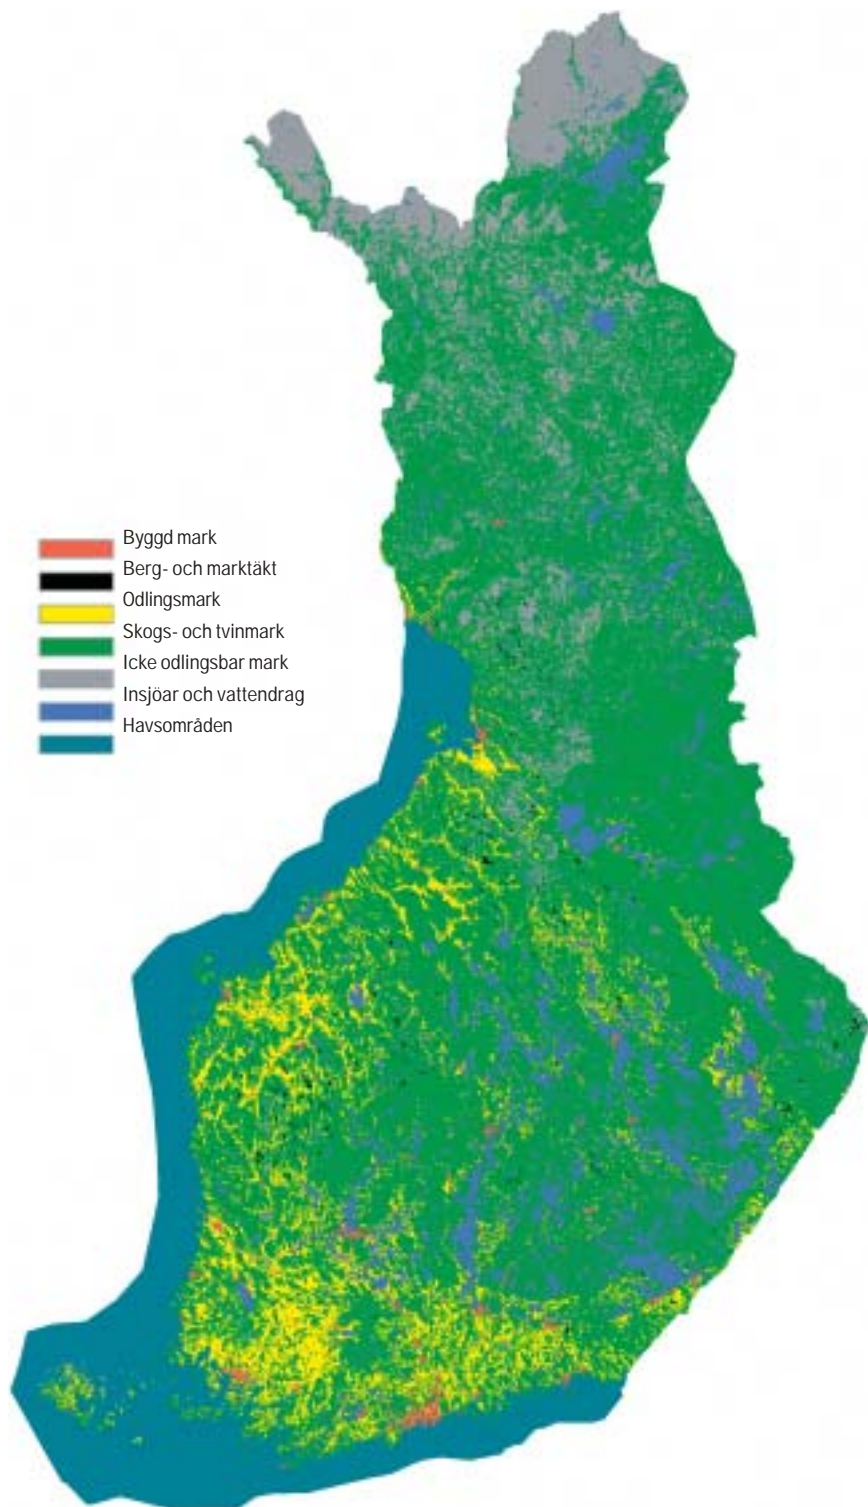 Byggd mark
Berg- och marktäkt
Odlingsmark
Skogs- och tvinmark
Icke odlingsbar mark
Insjöar och vattendrag
Havsområden